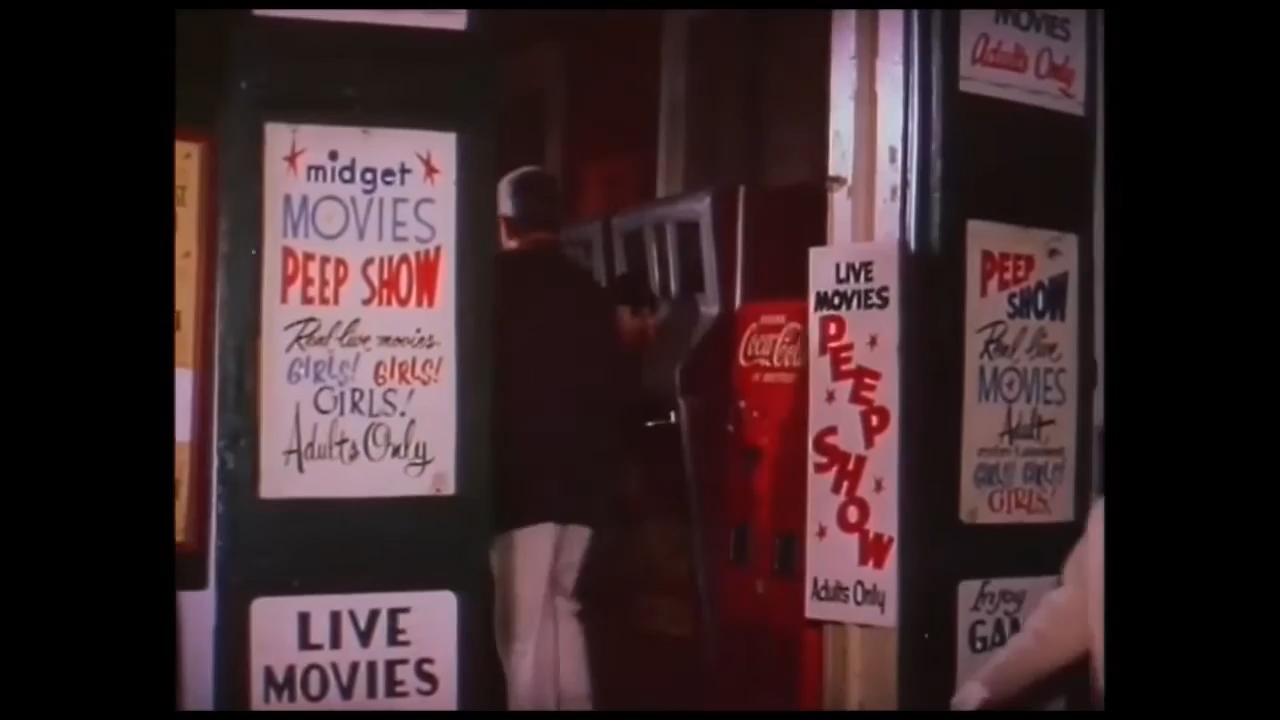 midget
MOVIES
PEEP SHOW
Real live movies
GIRLS! GIRLS!
GIRLS!
Adults Only
LIVE
MOVIES
Coca-Cola
LIVE
MOVIES
PEEP
SHOW
Adults Only
MOVIES
Adults Only
PEEP
SHOW
Real live
MOVIES
Adult
GIRLS! GIRLS!
GIRLS!
Enjoy